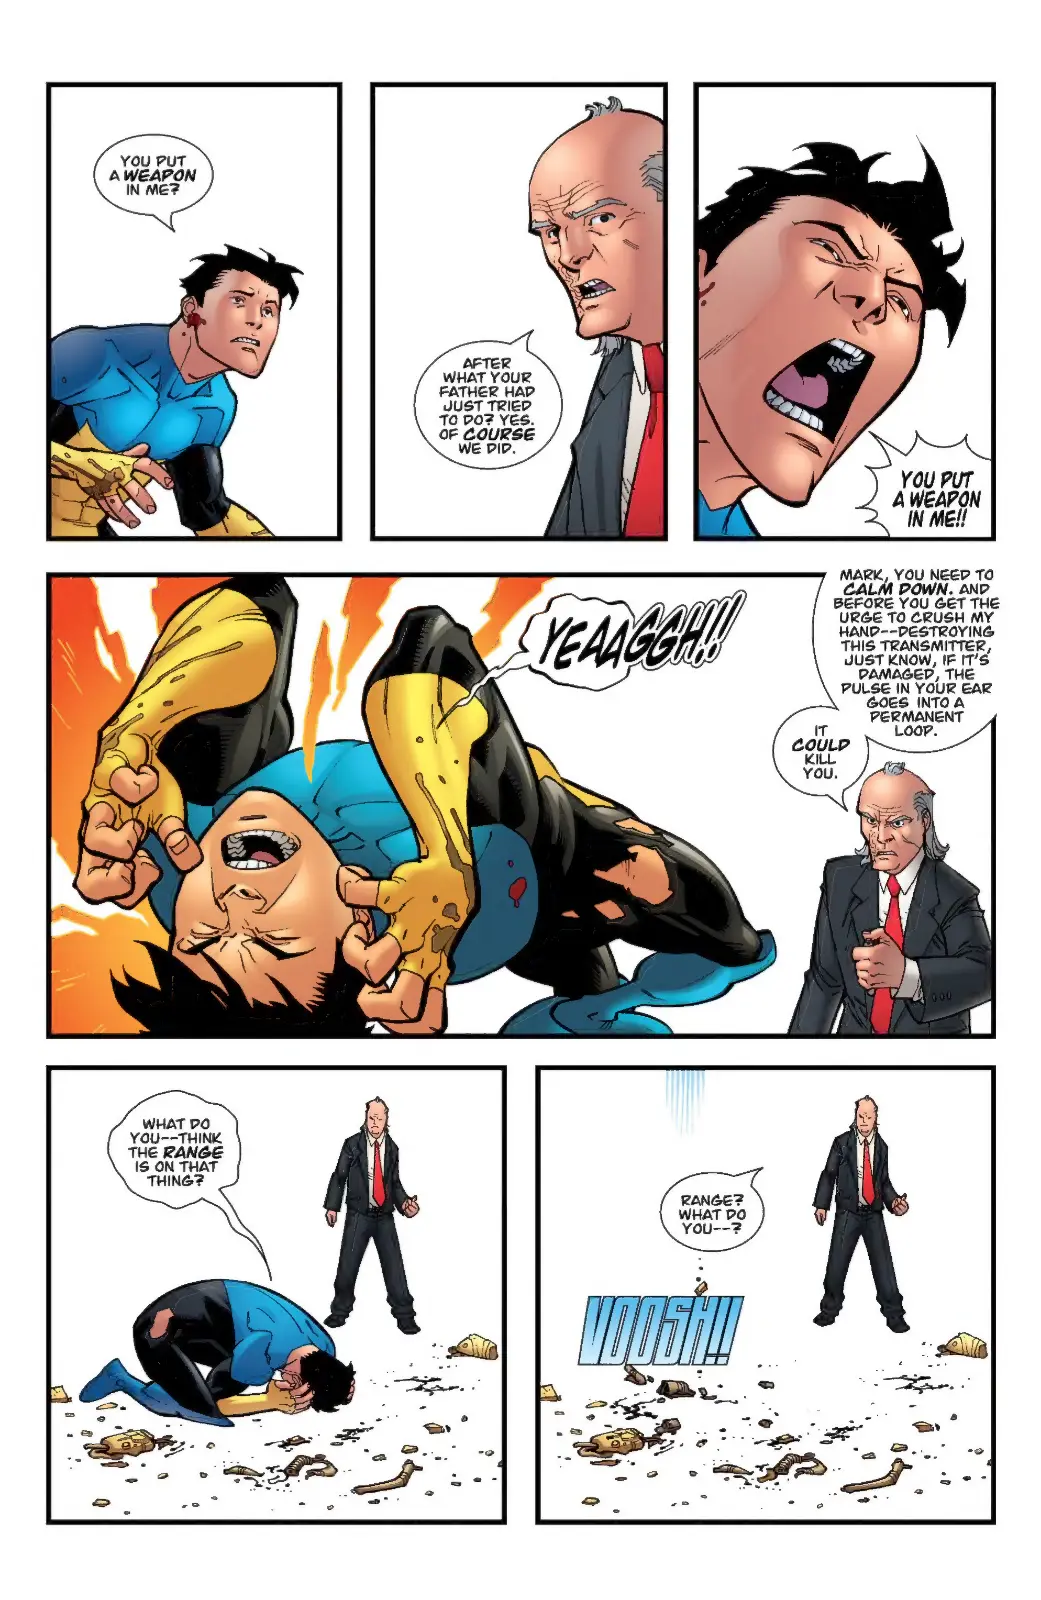 YOU PUT
A WEAPON
IN ME?
AFTER
WHAT YOUR
FATHER HAD
JUST TRIED
TO DO? YES.
OF COURSE
WE DID.
YOU PUT
A WEAPON
IN ME!!
YEAAGGH!!
MARK, YOU NEED TO
CALM DOWN. AND
BEFORE YOU GET THE
URGE TO CRUSH MY
HAND--DESTROYING
THIS TRANSMITTER,
JUST KNOW, IF IT'S
DAMAGED, THE
PULSE IN YOUR EAR
GOES INTO A
PERMANENT
LOOP.
IT
COULD
KILL
YOU.
WHAT DO
YOU--THINK
THE RANGE
IS ON THAT
THING?
RANGE?
WHAT DO
YOU--?
VOOSH!!